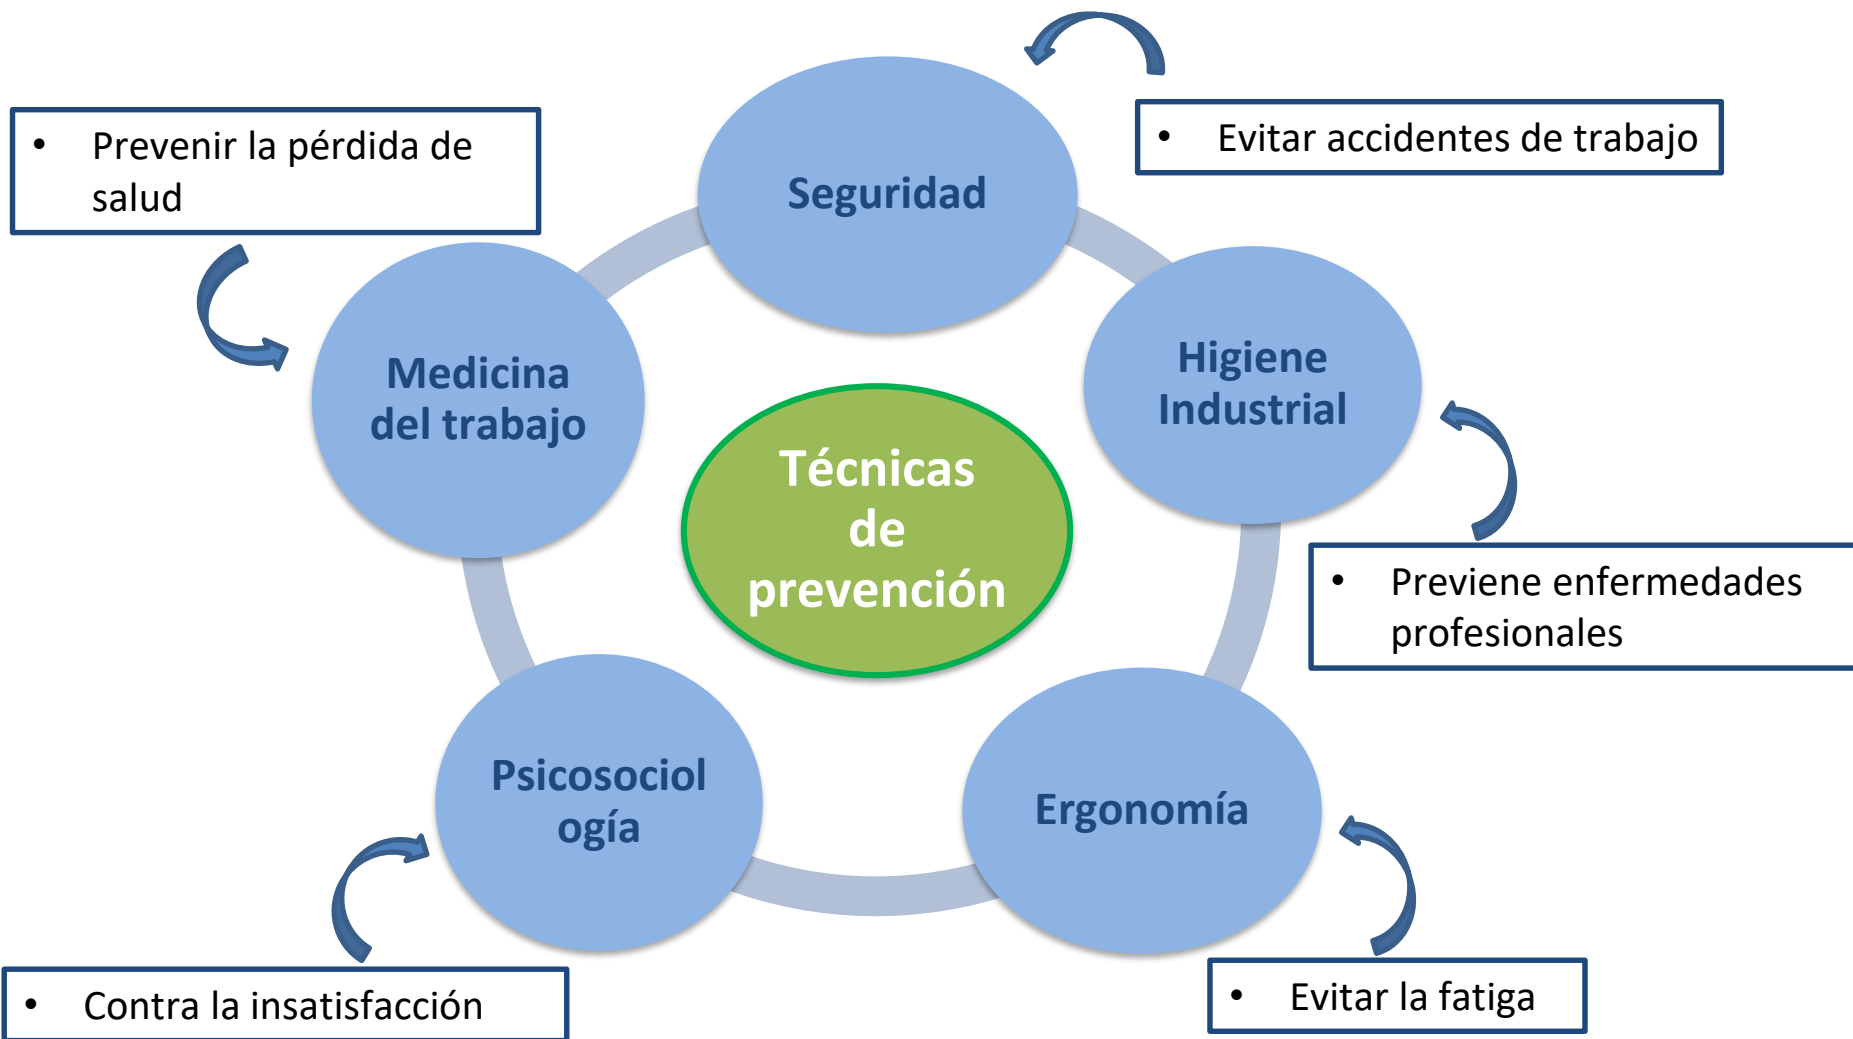 • Prevenir la pérdida de
salud
• Evitar accidentes de trabajo
Seguridad
Medicina
del trabajo
Higiene
Industrial
Técnicas
de
prevención
• Previene enfermedades
profesionales
Psicosociol
ogía
Ergonomía
• Contra la insatisfacción
• Evitar la fatiga